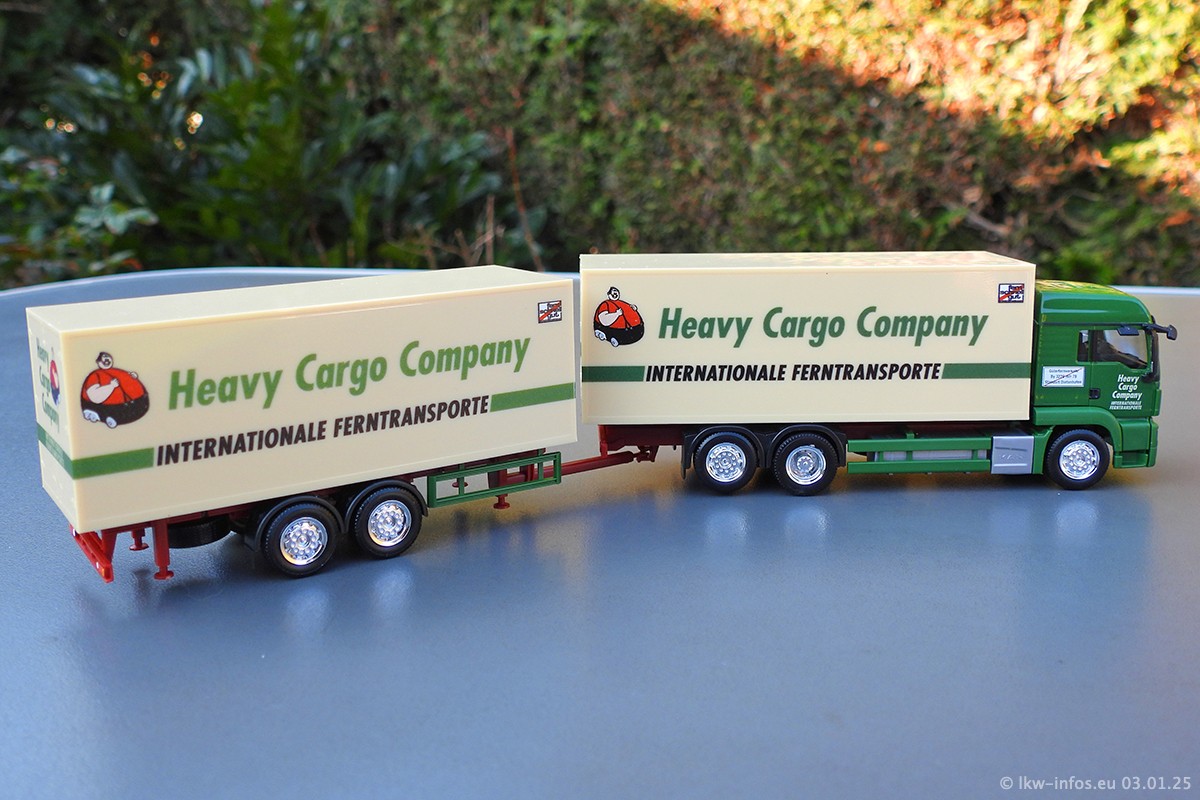 Heavy Cargo Company
INTERNATIONALE FERNTRANSPORTE
Heavy Cargo Company
INTERNATIONALE FERNTRANSPORTE
Heavy
Cargo
Company
INTERNATIONALE
FERNTRANSPORTE
© lkw-infos.eu 03.01.25